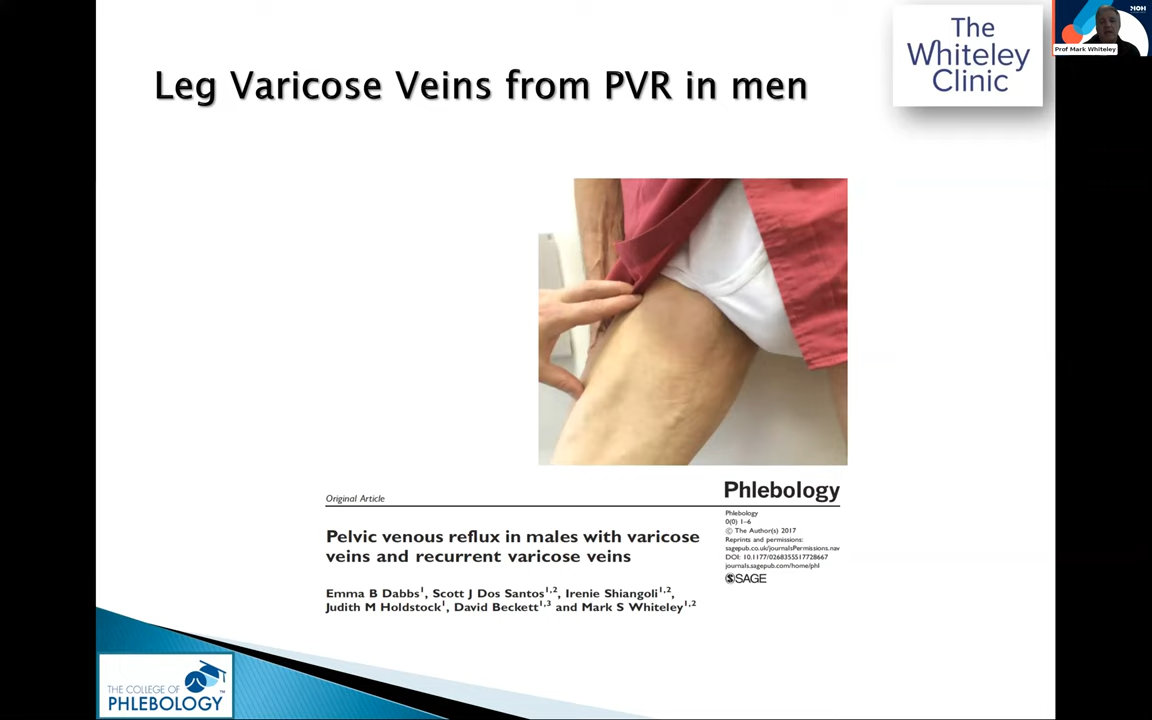 Leg Varicose Veins from PVR in men
The
Whiteley
Clinic
MOH
Prof Mark Whiteley
Original Article
Phlebology
Pelvic venous reflux in males with varicose
veins and recurrent varicose veins
Phlebology
0(0) 1–6
© The Author(s) 2017
Reprints and permissions:
sagepub.co.uk/journalsPermissions.nav
DOI: 10.1177/0268355517728667
journals.sagepub.com/home/phl
SAGE
Emma B Dabbs1, Scott J Dos Santos1,2, Irenie Shiangoli1,2,
Judith M Holdstock1, David Beckett1,3 and Mark S Whiteley1,2
THE COLLEGE OF
PHLEBOLOGY™